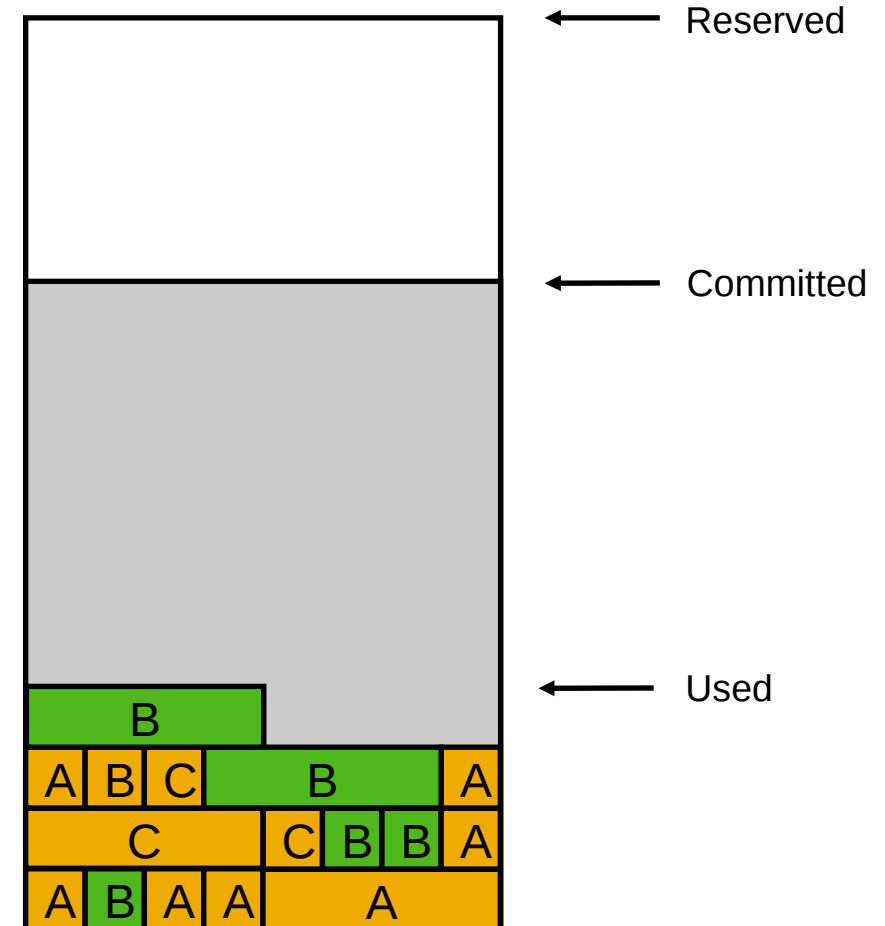 Reserved
Committed
Used
B
A B C B A
C C B B A
A B A A A